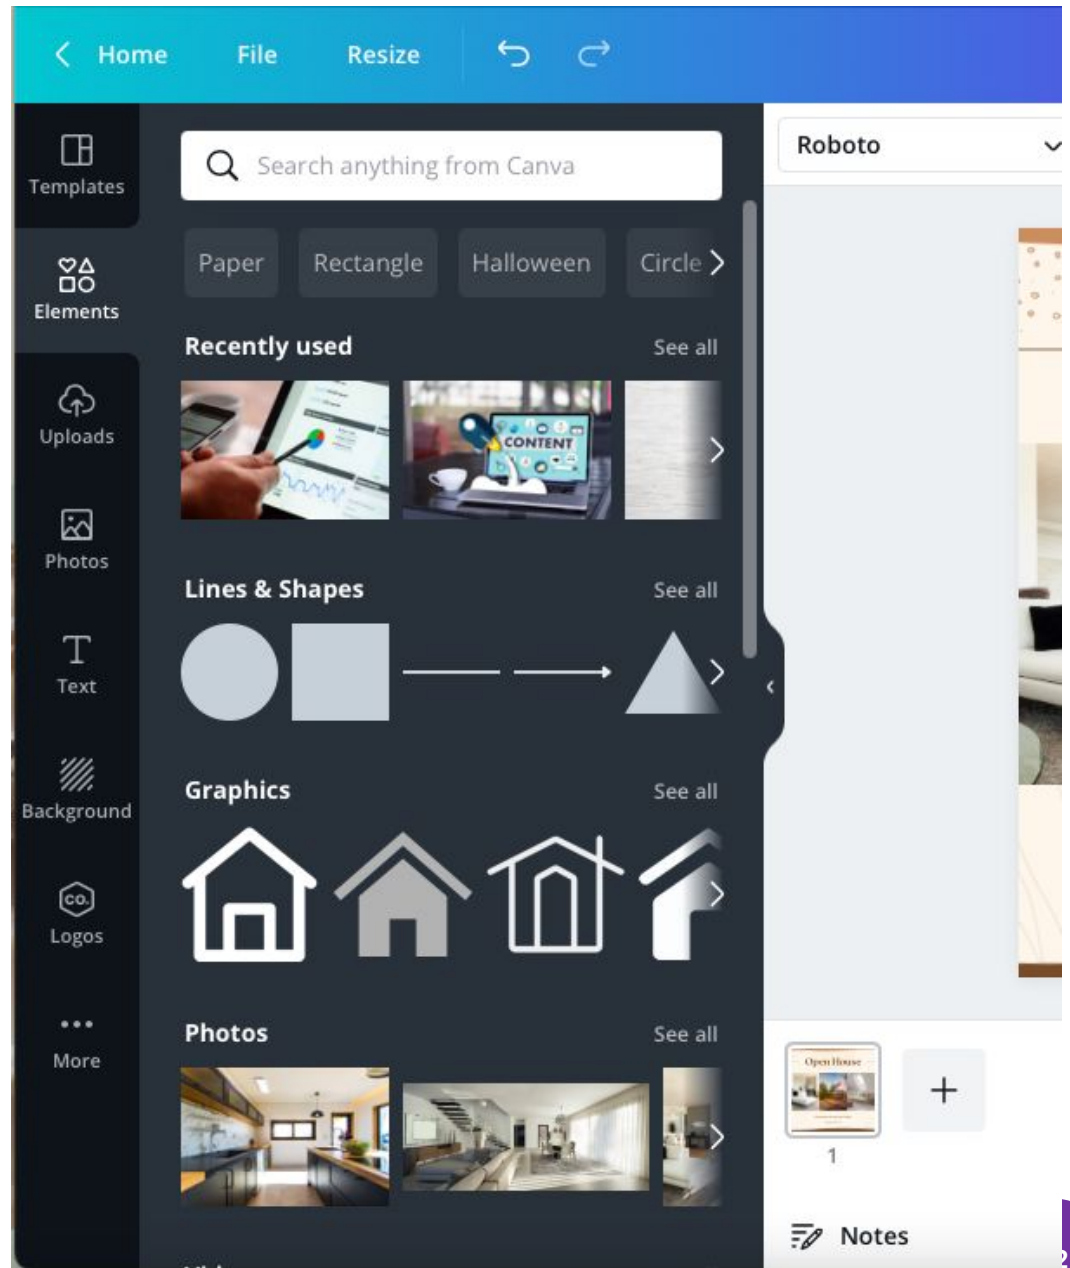 Home File Resize
Templates
Elements
Uploads
Photos
Text
Background
CO.
Logos
More
Search anything from Canva
Paper Rectangle Halloween Circle
Recently used See all
CONTENT
Lines & Shapes See all
Graphics See all
Photos See all
Roboto
Open House
1
Notes
2